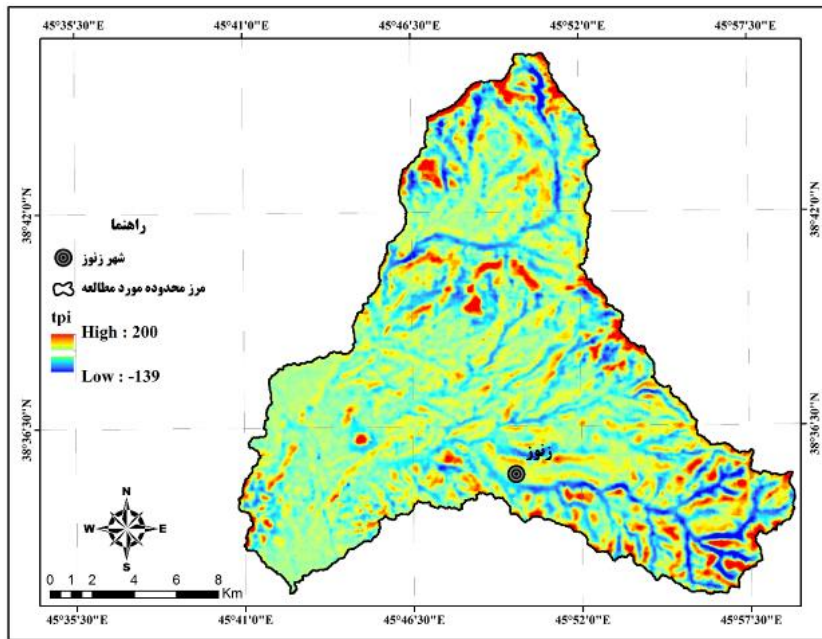 45°35'30"E 45°41'0"E 45°46'30"E 45°52'0"E 45°57'30"E
38°42'0"N
38°42'0"N
راهنما
شهر زنوز
مرز محدوده مورد مطالعه
tpi
High : 200
Low : -139
38°36'30"N
38°36'30"N
زنوز
N
W E
S
0 1 2 4 6 8
Km
45°35'30"E 45°41'0"E 45°46'30"E 45°52'0"E 45°57'30"E